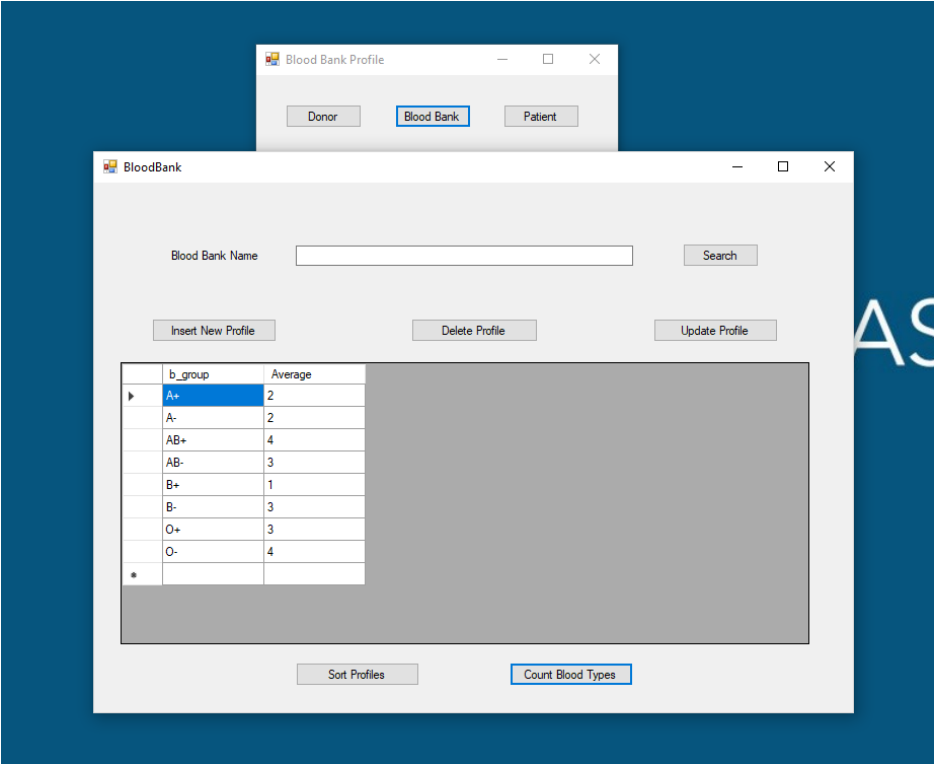 Blood Bank Profile
Donor Blood Bank Patient
BloodBank
Blood Bank Name Search
AS
Insert New Profile Delete Profile Update Profile
b_group Average
A+ 2
A- 2
AB+ 4
AB- 3
B+ 1
B- 3
O+ 3
O- 4
Sort Profiles Count Blood Types